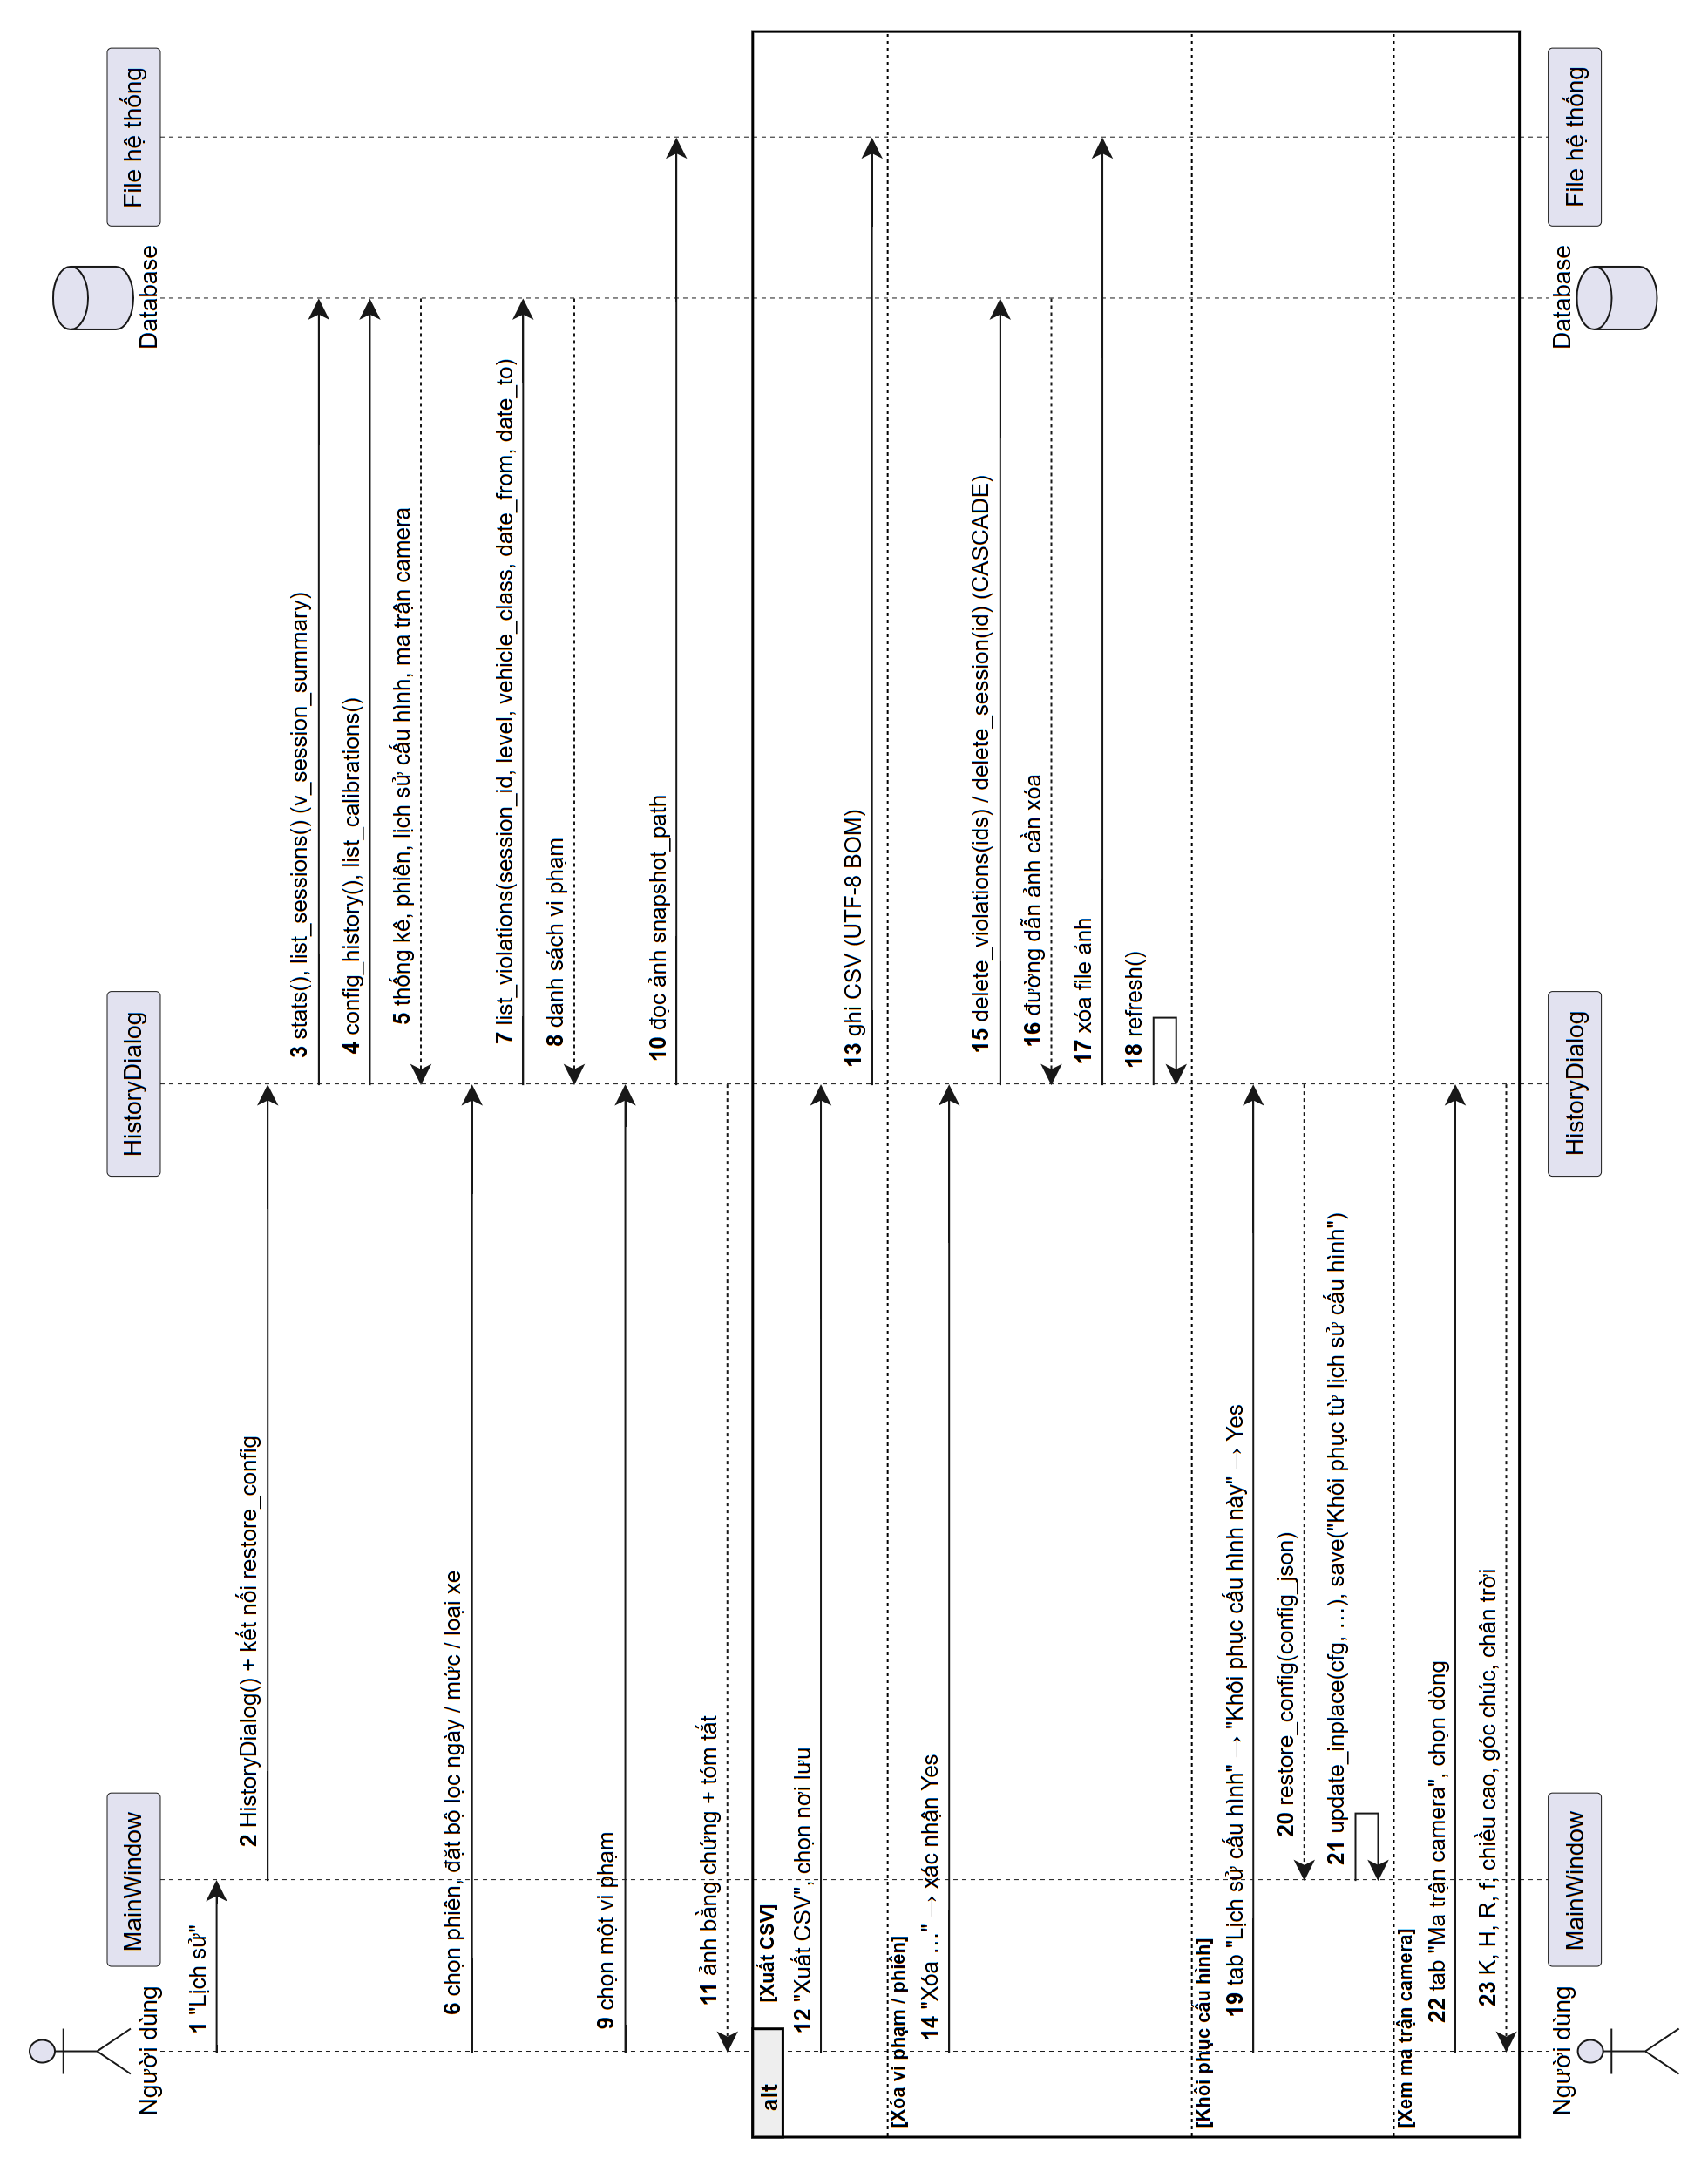 Người dùng
MainWindow
HistoryDialog
Database
File hệ thống
1 "Lịch sử"
2 HistoryDialog() + kết nối restore_config
3 stats(), list_sessions() (v_session_summary)
4 config_history(), list_calibrations()
5 thống kê, phiên, lịch sử cấu hình, ma trận camera
6 chọn phiên, đặt bộ lọc ngày / mức / loại xe
7 list_violations(session_id, level, vehicle_class, date_from, date_to)
8 danh sách vi phạm
9 chọn một vi phạm
10 đọc ảnh snapshot_path
11 ảnh bằng chứng + tóm tắt
alt
[Xuất CSV]
12 "Xuất CSV", chọn nơi lưu
13 ghi CSV (UTF-8 BOM)
[Xóa vi phạm / phiên]
14 "Xóa ..." → xác nhận Yes
15 delete_violations(ids) / delete_session(id) (CASCADE)
16 đường dẫn ảnh cần xóa
17 xóa file ảnh
18 refresh()
[Khôi phục cấu hình]
19 tab "Lịch sử cấu hình" → "Khôi phục cấu hình này" → Yes
20 restore_config(config_json)
21 update_inplace(cfg, ...), save("Khôi phục từ lịch sử cấu hình")
[Xem ma trận camera]
22 tab "Ma trận camera", chọn dòng
23 K, H, R, f, chiều cao, góc chúc, chân trời
Người dùng
MainWindow
HistoryDialog
Database
File hệ thống